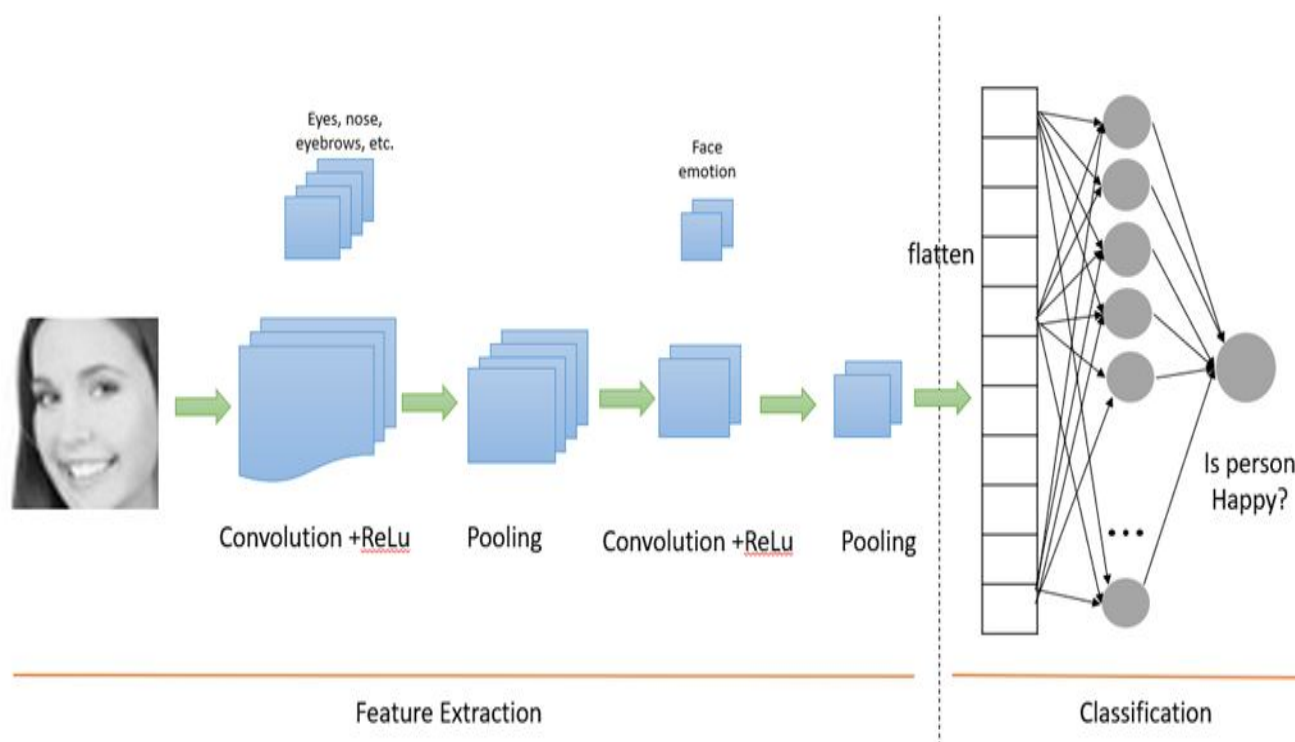 Eyes, nose,
eyebrows, etc.
Face
emotion
flatten
Is person
Happy?
Convolution +ReLu
Pooling
Convolution +ReLu
Pooling
...
Feature Extraction
Classification